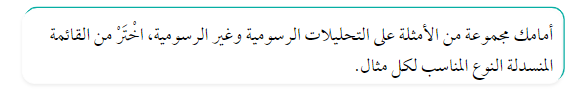 أمامك مجموعة من الأمثلة على التحليلات الرسومية وغير الرسومية، اخْتَرْ من القائمة
المنسدلة النوع المناسب لكل مثال.